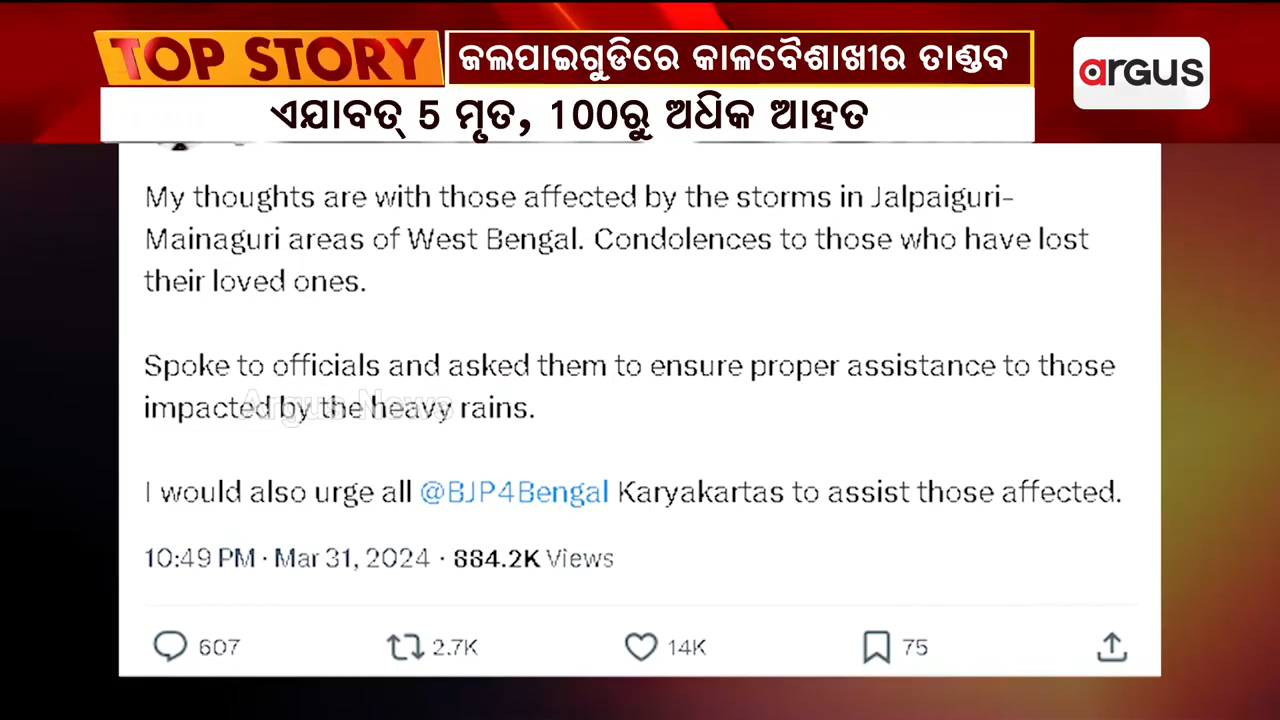 TOP STORY
ଜଲପାଇଗୁଡିରେ କାଳବୈଶାଖୀର ତାଣ୍ଡବ
argus
ଏଯାବତ୍ 5 ମୃତ, 100ରୁ ଅଧିକ ଆହତ
My thoughts are with those affected by the storms in Jalpaiguri-
Mainaguri areas of West Bengal. Condolences to those who have lost
their loved ones.
Spoke to officials and asked them to ensure proper assistance to those
impacted by the heavy rains.
Argus News
I would also urge all @BJP4Bengal Karyakartas to assist those affected.
10:49 PM · Mar 31, 2024 · 884.2K Views
607 2.7K 14K 75